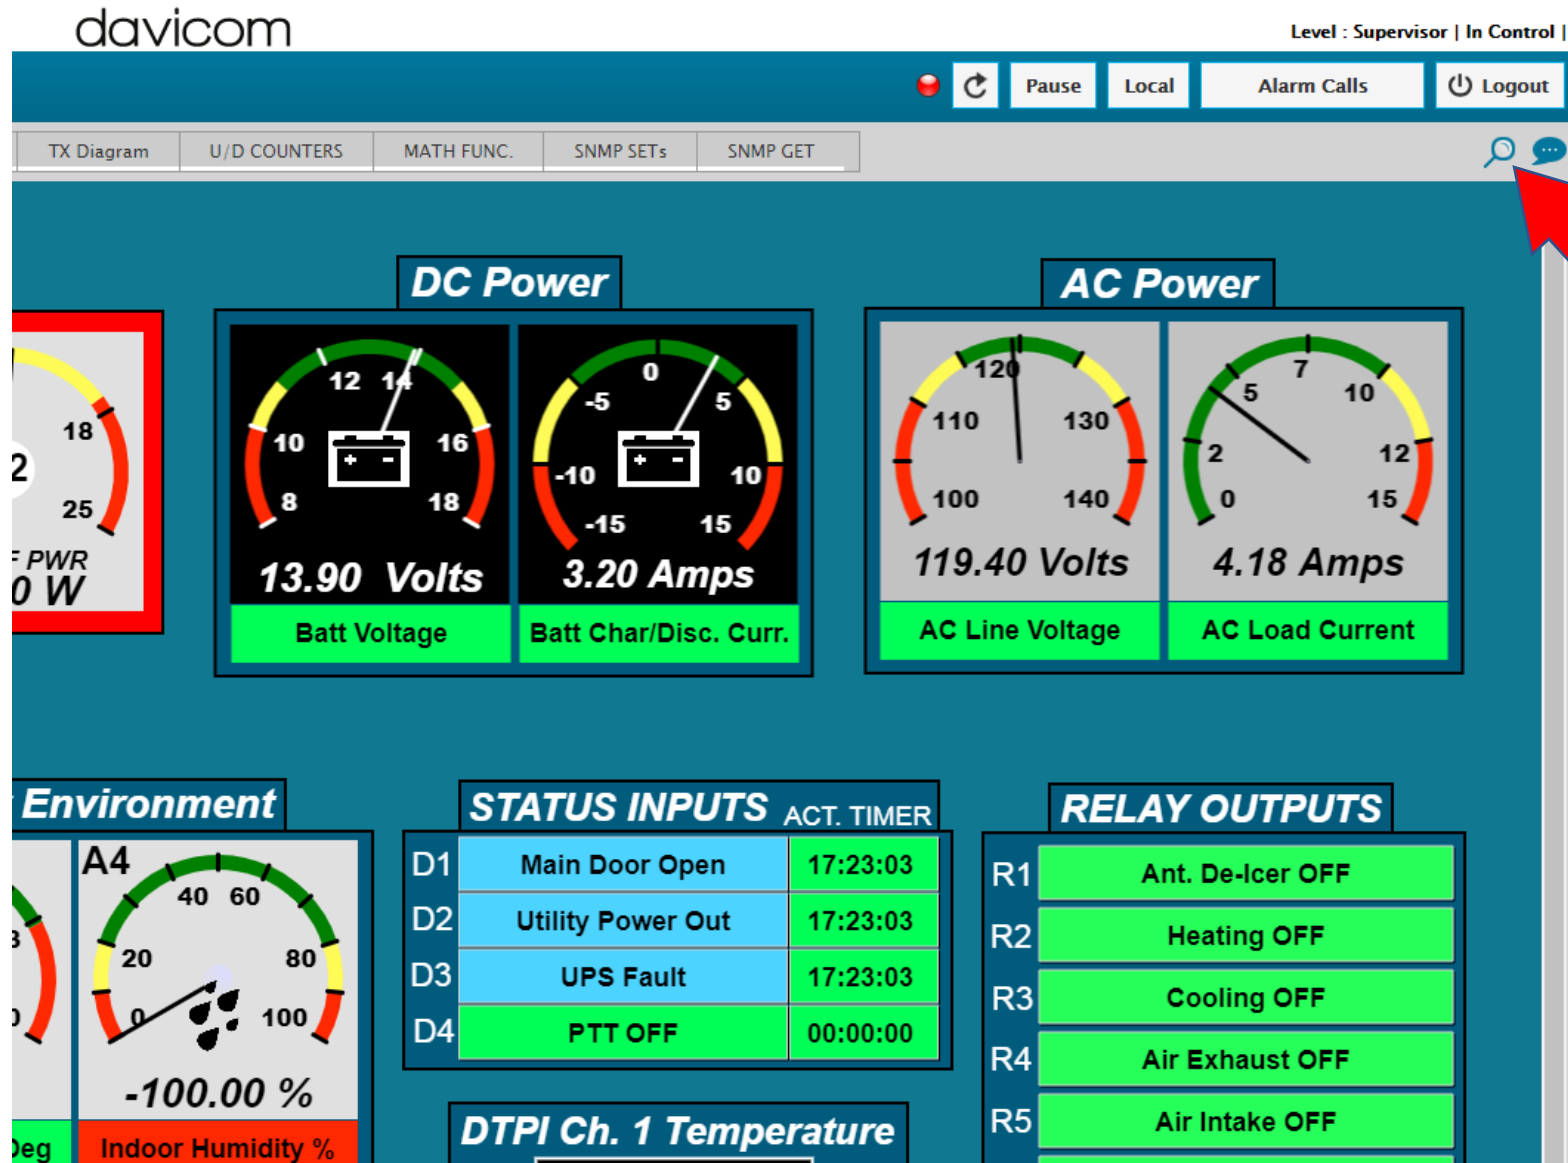 davicom
Level : Supervisor | In Control |
Pause Local Alarm Calls Logout
TX Diagram U/D COUNTERS MATH FUNC. SNMP SETs SNMP GET
DC Power
AC Power
18
2
25
PWR
0 W
12 14
10 16
8 18
13.90 Volts
Batt Voltage
0
-5 5
-10 10
-15 15
3.20 Amps
Batt Char/Disc. Curr.
120
110 130
100 140
119.40 Volts
AC Line Voltage
7
5 10
2 12
0 15
4.18 Amps
AC Load Current
Environment
A4
40 60
20 80
0 100
-100.00 %
Indoor Humidity %
Deg
STATUS INPUTS ACT. TIMER
D1 Main Door Open 17:23:03
D2 Utility Power Out 17:23:03
D3 UPS Fault 17:23:03
D4 PTT OFF 00:00:00
DTPI Ch. 1 Temperature
RELAY OUTPUTS
R1 Ant. De-Icer OFF
R2 Heating OFF
R3 Cooling OFF
R4 Air Exhaust OFF
R5 Air Intake OFF